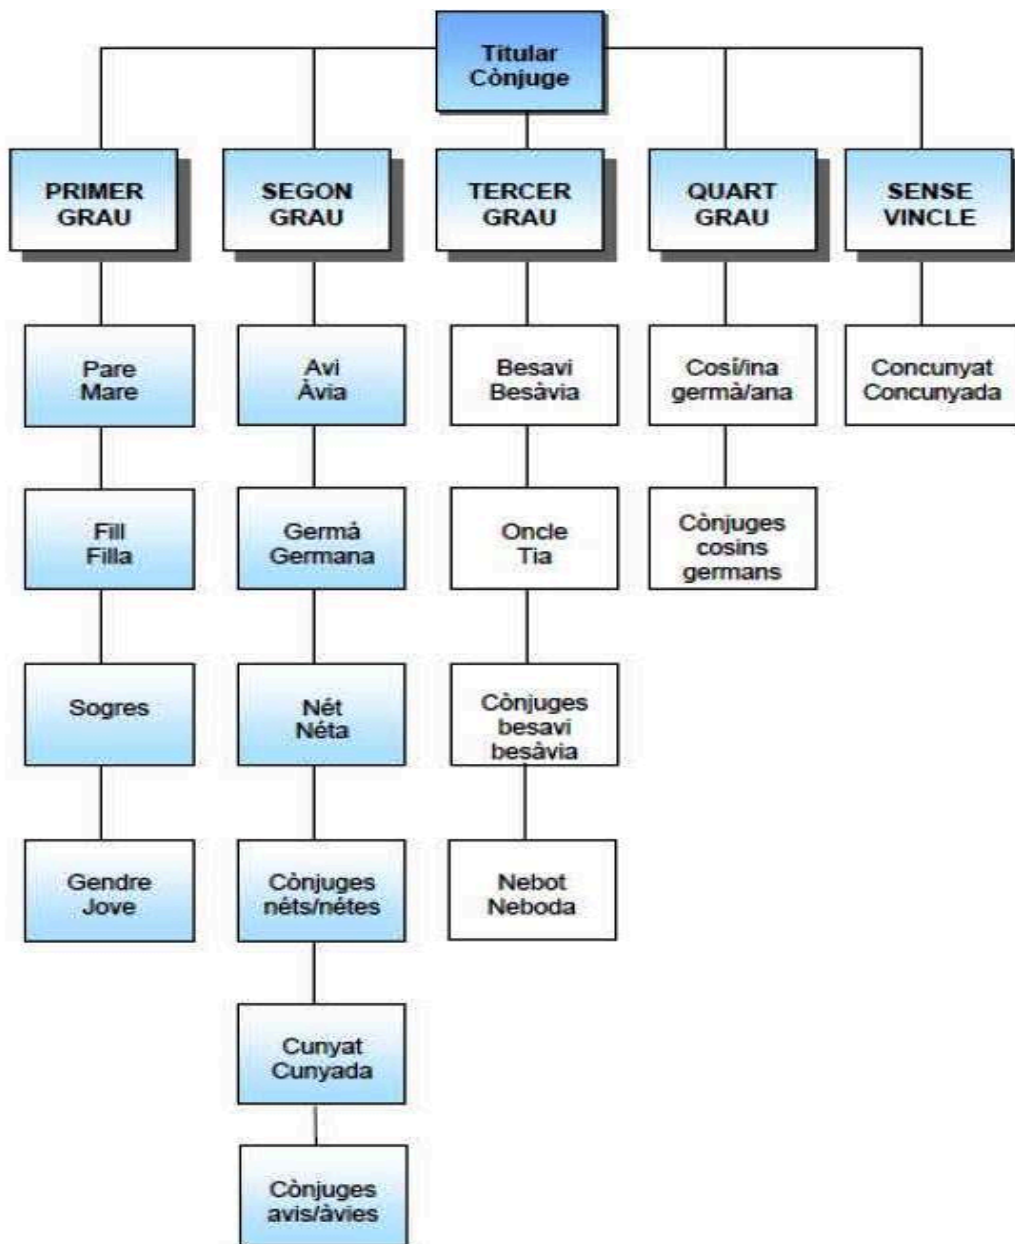 Titular
Cònjuge
PRIMER
GRAU
SEGON
GRAU
TERCER
GRAU
QUART
GRAU
SENSE
VINCLE
Pare
Mare
Avi
Àvia
Besavi
Besàvia
Cosí/ina
germà/ana
Concunyat
Concunyada
Fill
Filla
Germà
Germana
Oncle
Tia
Cònjuges
cosins
germans
Sogres
Nét
Néta
Cònjuges
besavi
besàvia
Gendre
Jove
Cònjuges
néts/nétes
Nebot
Neboda
Cunyat
Cunyada
Cònjuges
avis/àvies